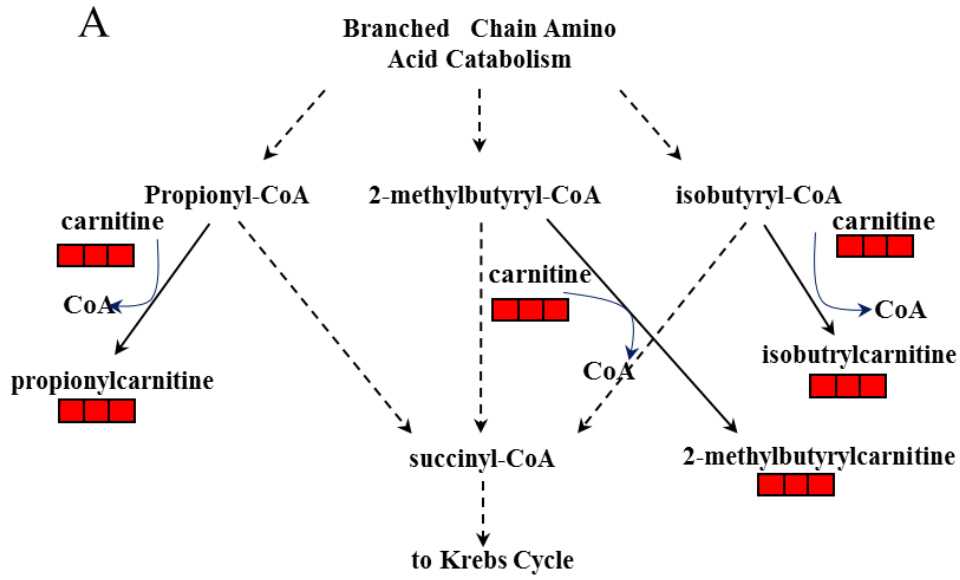 A
Branched Chain Amino
Acid Catabolism
Propionyl-CoA
2-methylbutyryl-CoA
isobutyryl-CoA
carnitine
carnitine
carnitine
CoA
CoA
CoA
propionylcarnitine
isobutrylcarnitine
succinyl-CoA
2-methylbutyrylcarnitine
to Krebs Cycle